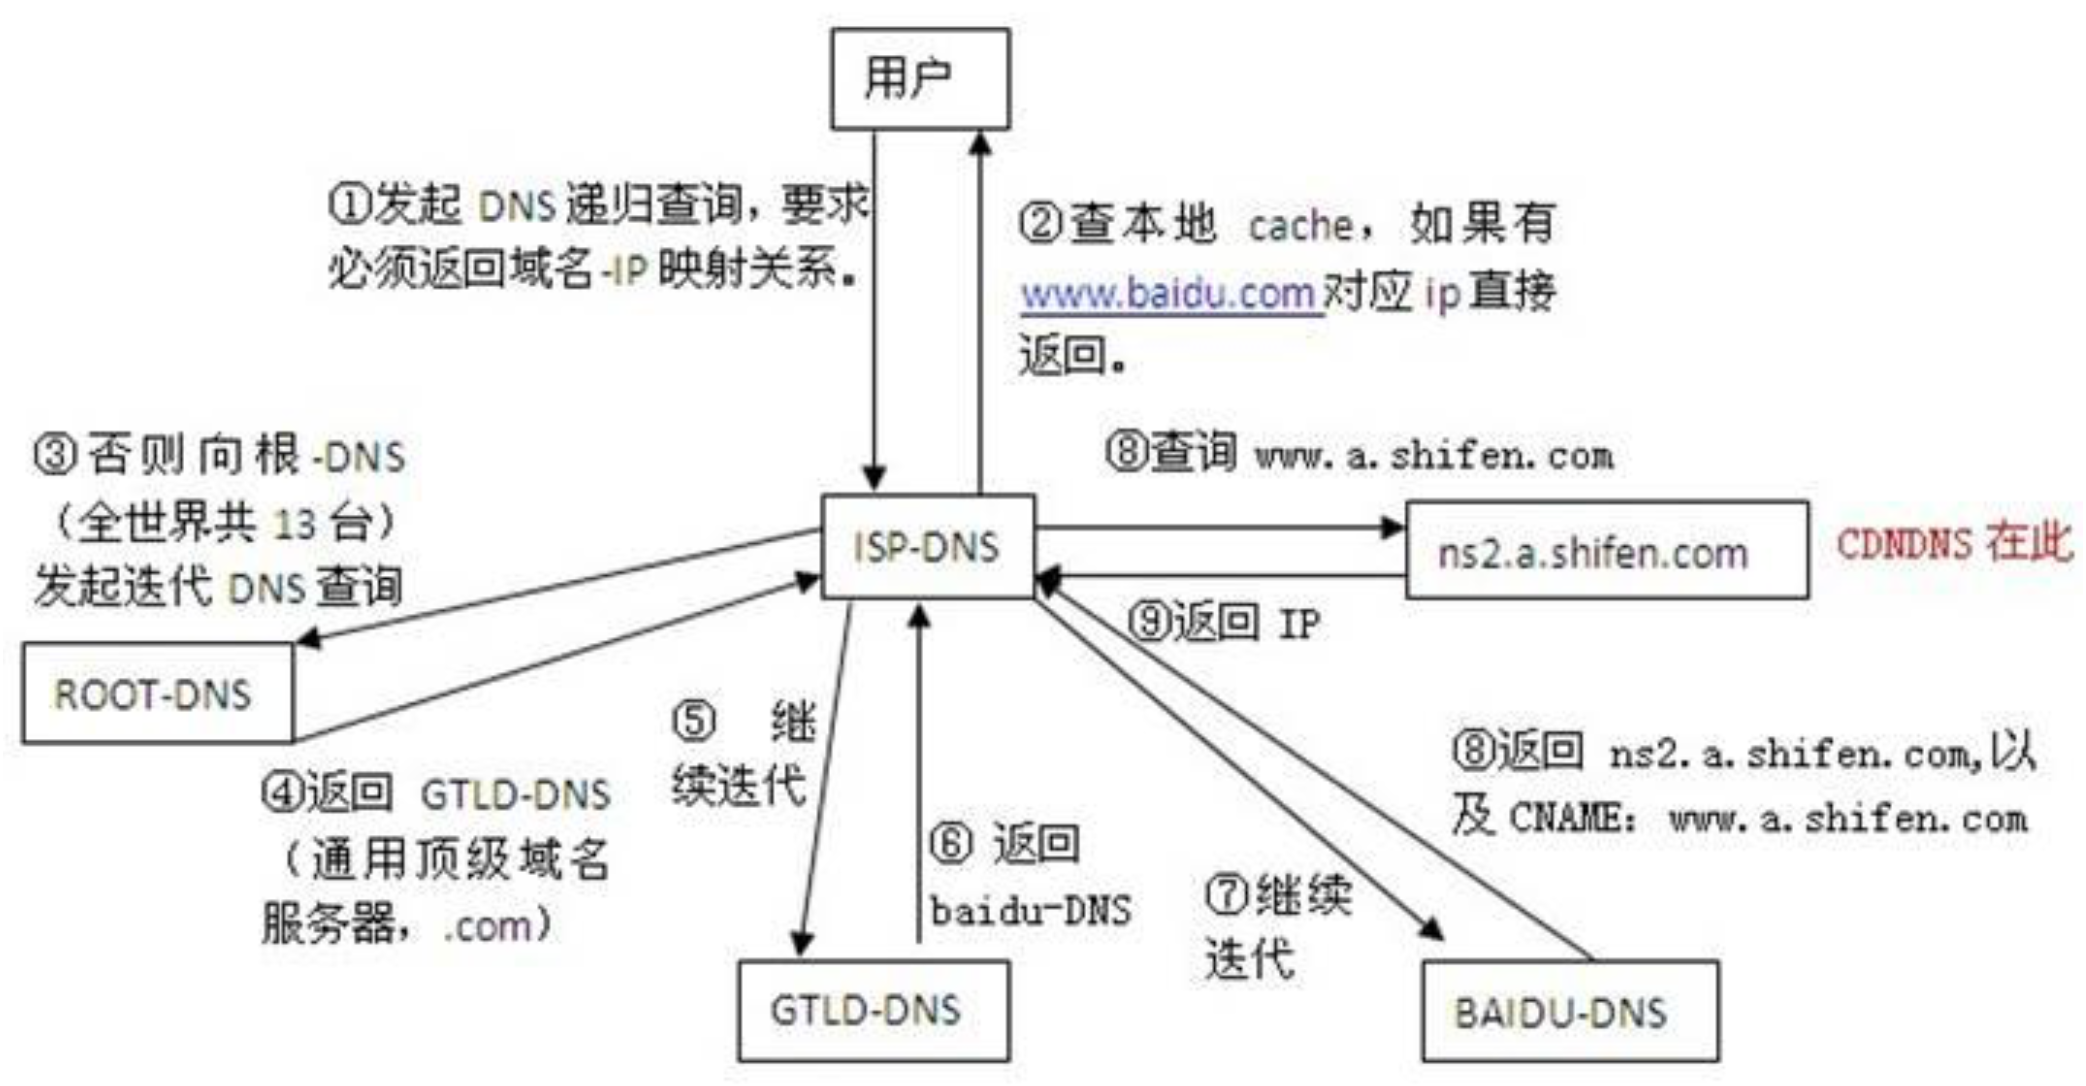 用户
①发起 DNS 递归查询，要求
必须返回域名-IP 映射关系。
②查本地 cache，如果有
www.baidu.com 对应 ip 直接
返回。
③否则向根-DNS
（全世界共 13 台）
发起迭代 DNS 查询
⑧查询 www.a.shifen.com
ISP-DNS
ns2.a.shifen.com
CDNDNS 在此
⑨返回 IP
ROOT-DNS
④返回 GTLD-DNS
（通用顶级域名
服务器，.com）
⑤ 继
续迭代
⑥ 返回
baidu-DNS
⑦继续
迭代
⑧返回 ns2.a.shifen.com,以
及 CNAME：www.a.shifen.com
GTLD-DNS
BAIDU-DNS